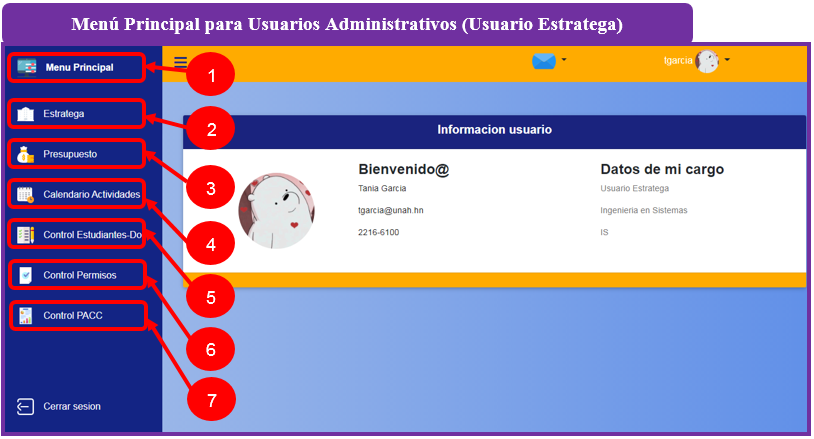 Menú Principal para Usuarios Administrativos (Usuario Estratega)
Menu Principal
tgarcia
1
Estratega
2
Informacion usuario
Presupuesto
3
Bienvenido@
Datos de mi cargo
Tania Garcia
Usuario Estratega
Calendario Actividades
4
tgarcia@unah.hn
Ingenieria en Sistemas
Control Estudiantes-Do
5
2216-6100
IS
Control Permisos
6
Control PACC
7
Cerrar sesion